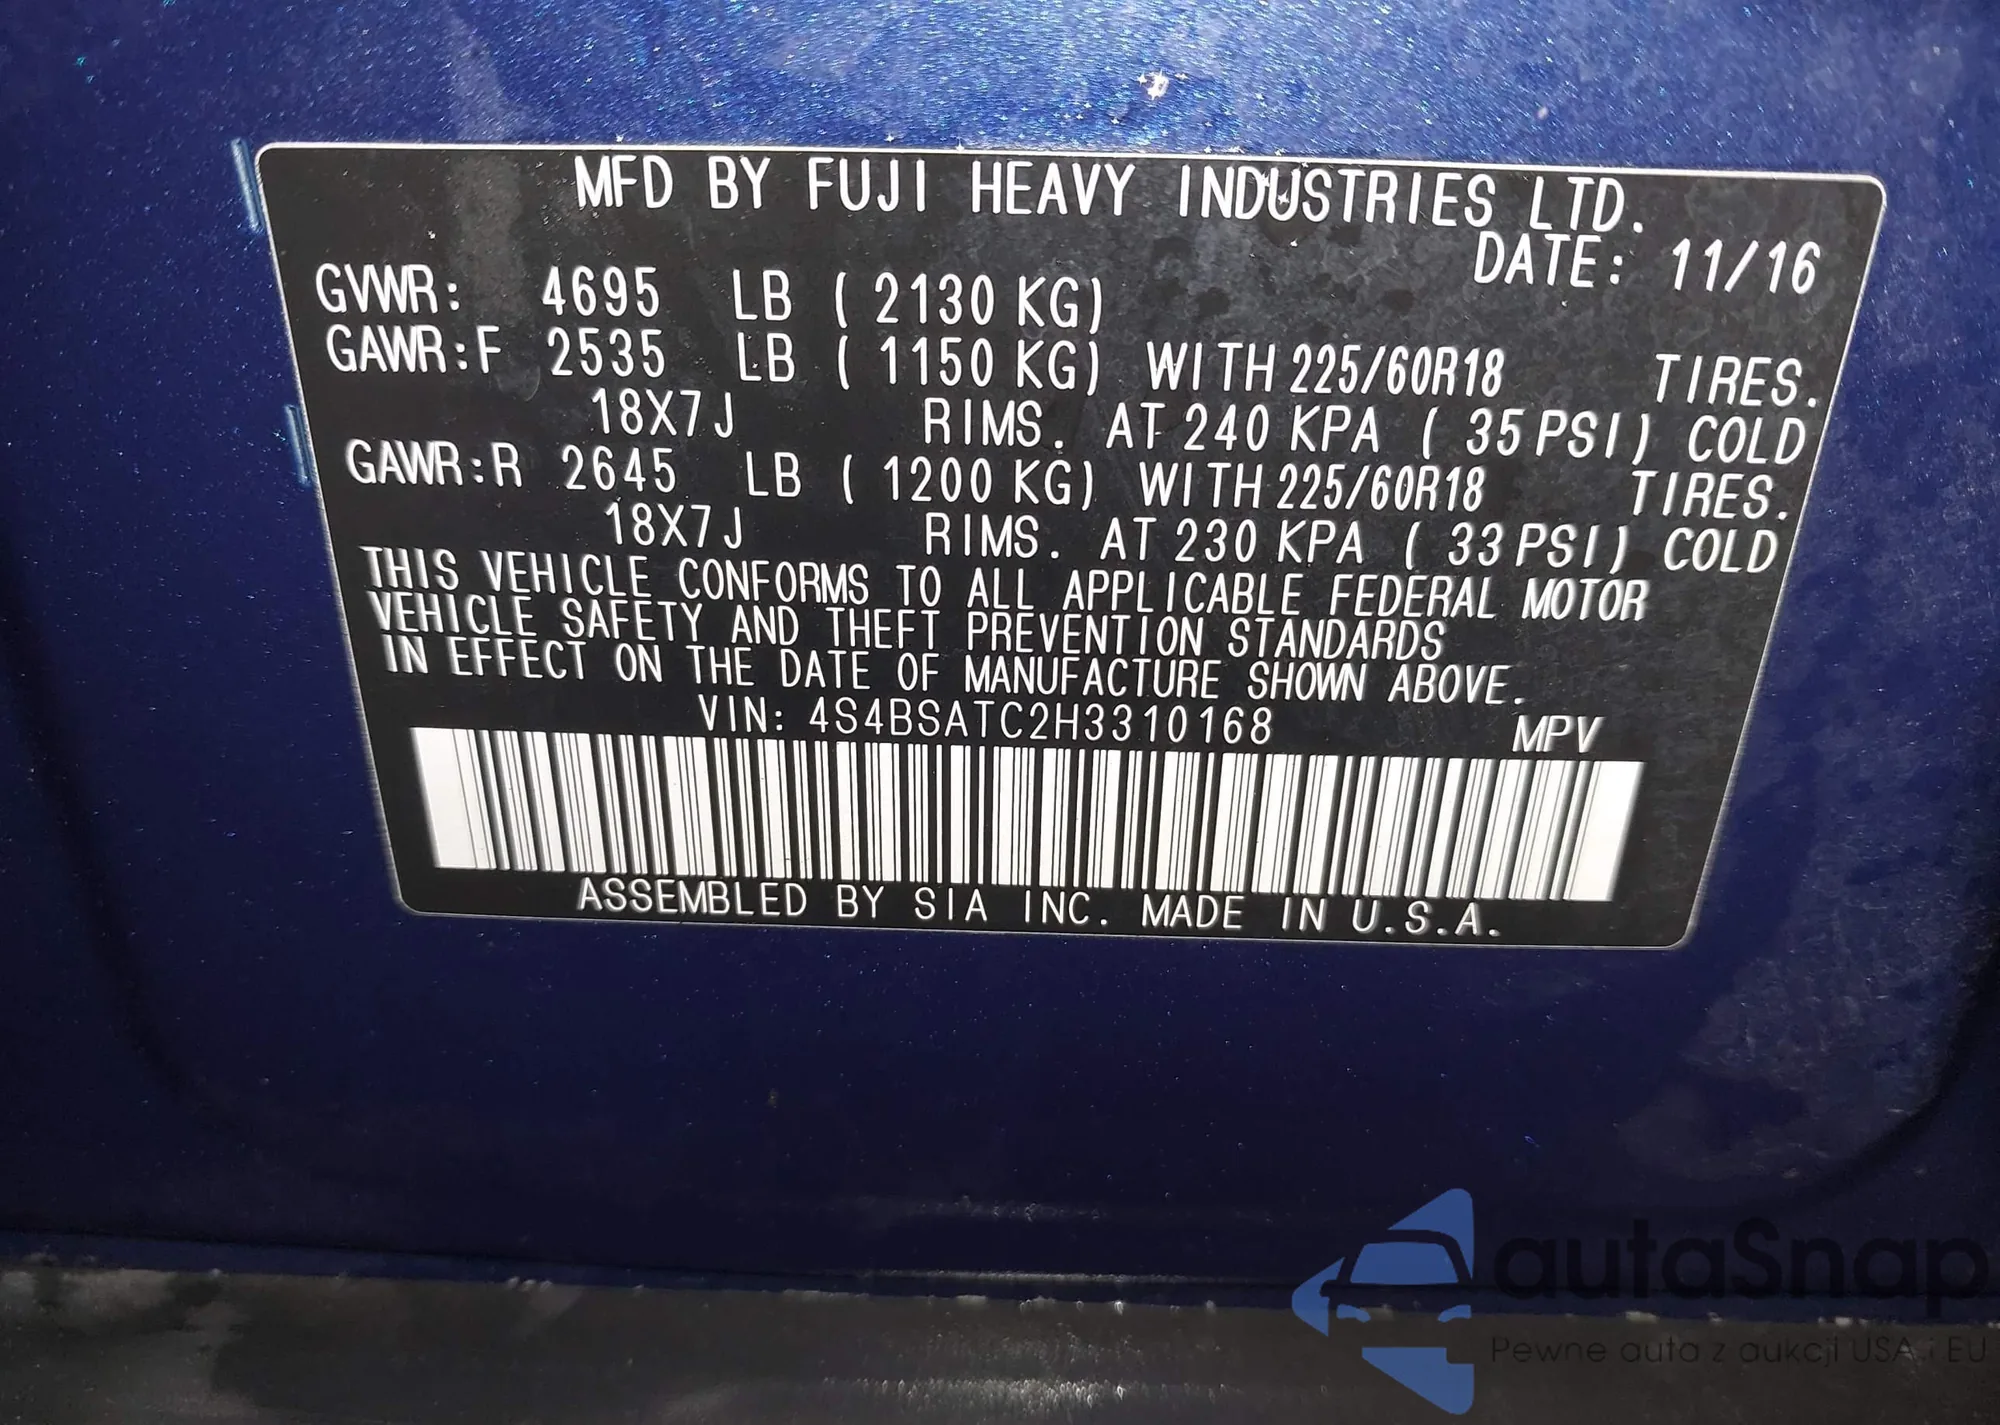 MFD BY FUJI HEAVY INDUSTRIES LTD.
DATE: 11/16
GVWR: 4695 LB ( 2130 KG)
GAWR:F 2535 LB ( 1150 KG) WITH 225/60R18 TIRES.
18X7J RIMS. AT 240 KPA ( 35 PSI) COLD
GAWR:R 2645 LB ( 1200 KG) WITH 225/60R18 TIRES.
18X7J RIMS. AT 230 KPA ( 33 PSI) COLD
THIS VEHICLE CONFORMS TO ALL APPLICABLE FEDERAL MOTOR
VEHICLE SAFETY AND THEFT PREVENTION STANDARDS
IN EFFECT ON THE DATE OF MANUFACTURE SHOWN ABOVE.
VIN: 4S4BSATC2H3310168 MPV
ASSEMBLED BY SIA INC. MADE IN U.S.A.
autaSnap
Pewne auta z aukcji USA i EU